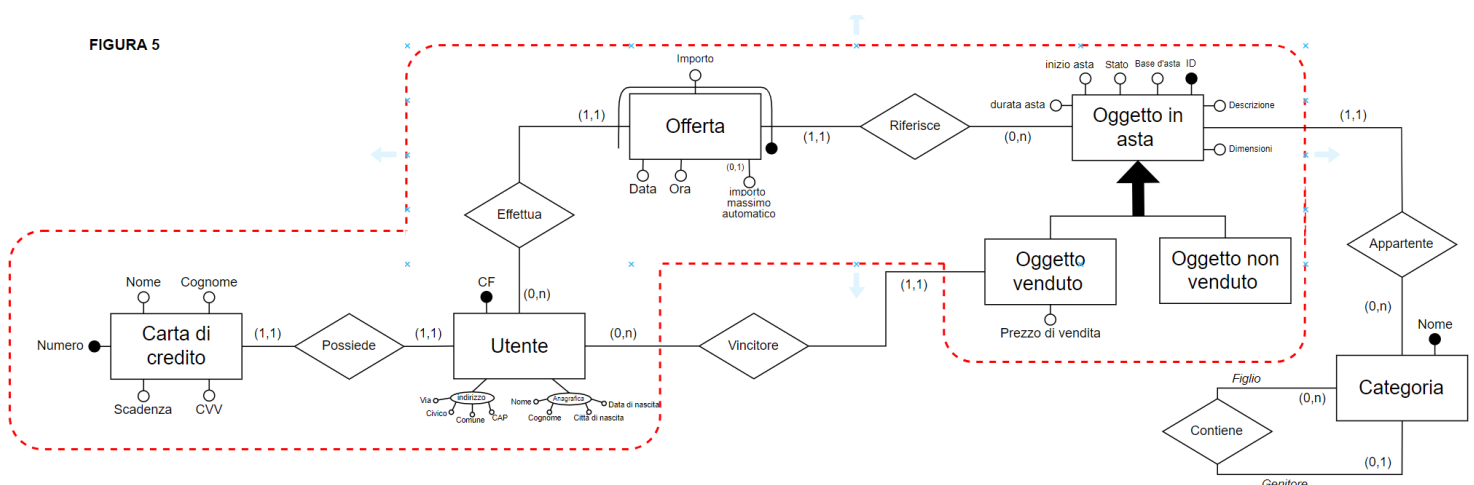 FIGURA 5
Importo
inizio asta
Stato
Base d'asta
ID
durata asta
Oggetto in
asta
Descrizione
Dimensioni
(1,1)
Offerta
(1,1)
Riferisce
(0,n)
(1,1)
Data
Ora
(0,1)
importo
massimo
automatico
Effettua
Appartente
Oggetto
venduto
Oggetto non
venduto
Nome
Cognome
CF
(0,n)
(1,1)
(0,n)
Prezzo di vendita
Numero
Carta di
credito
(1,1)
Possiede
(1,1)
Utente
(0,n)
Vincitore
Nome
Scadenza
CVV
Via
indirizzo
Civico
Comune
CAP
Nome
Anagrafica
Data di nascita
Cognome
Città di nascita
Figlio
(0,n)
Categoria
Contiene
(0,1)
Genitore